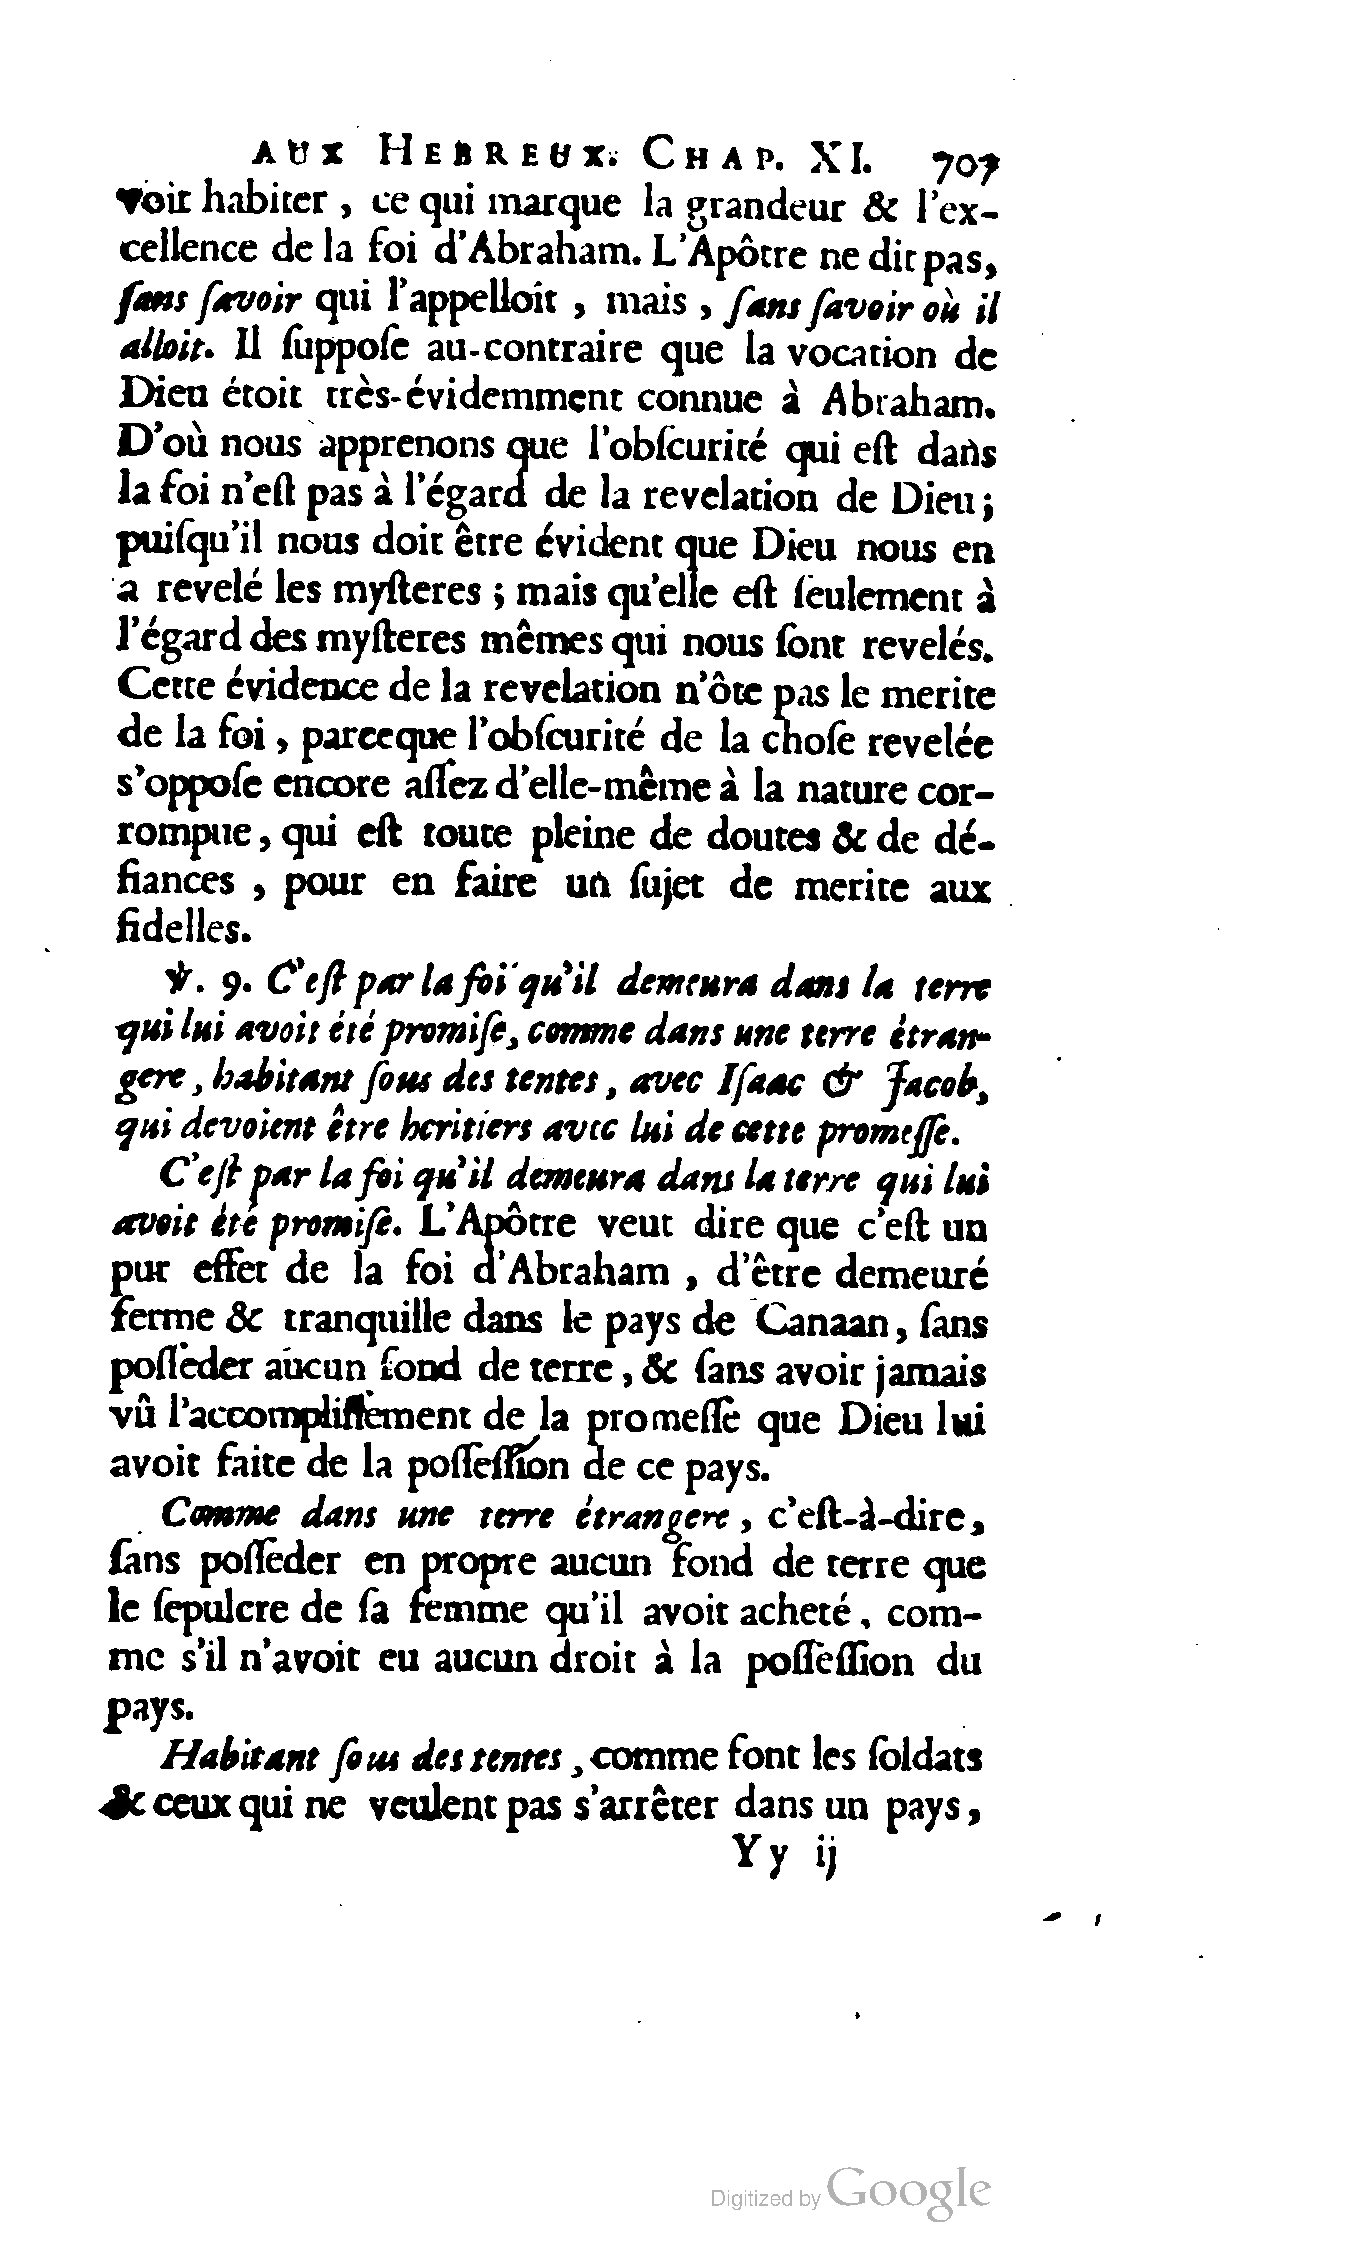 AUX HEBREUX. CHAP. XI. 707
voit habiter, ce qui marque la grandeur & l'ex-
cellence de la foi d'Abraham. L'Apôtre ne dit pas,
ſans ſavoir qui l'appelloit, mais, ſans ſavoir où il
alloit. Il ſuppoſe au-contraire que la vocation de
Dieu étoit très-évidemment connue à Abraham.
D'où nous apprenons que l'obſcurité qui eſt dans
la foi n'eſt pas à l'égard de la revelation de Dieu;
puiſqu'il nous doit être évident que Dieu nous en
a revelé les myſteres; mais qu'elle eſt ſeulement à
l'égard des myſteres mêmes qui nous ſont revelés.
Cette évidence de la revelation n'ôte pas le merite
de la foi, parceque l'obſcurité de la choſe revelée
s'oppoſe encore aſſez d'elle-même à la nature cor-
rompue, qui eſt toute pleine de doutes & de dé-
fiances, pour en faire un ſujet de merite aux
fidelles.
℣. 9. C'eſt par la foi qu'il demeura dans la terre
qui lui avoit été promiſe, comme dans une terre étran-
gere, habitant ſous des tentes, avec Iſaac & Jacob,
qui devoient être heritiers avec lui de cette promeſſe.
C'eſt par la foi qu'il demeura dans la terre qui lui
avoit été promiſe. L'Apôtre veut dire que c'eſt un
pur effet de la foi d'Abraham, d'être demeuré
ferme & tranquille dans le pays de Canaan, ſans
poſſeder aucun fond de terre, & ſans avoir jamais
vû l'accompliſſement de la promeſſe que Dieu lui
avoit faite de la poſſeſſion de ce pays.
Comme dans une terre étrangere, c'eſt-à-dire,
ſans poſſeder en propre aucun fond de terre que
le ſepulcre de ſa femme qu'il avoit acheté, com-
me s'il n'avoit eu aucun droit à la poſſeſſion du
pays.
Habitant ſous des tentes, comme font les ſoldats
& ceux qui ne veulent pas s'arrêter dans un pays,
Yy ij
Digitized by Google